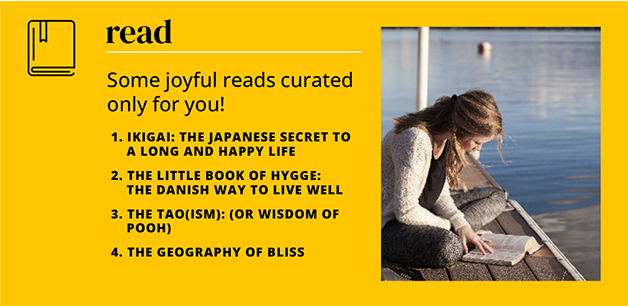 read
Some joyful reads curated
only for you!
1. IKIGAI: THE JAPANESE SECRET TO
A LONG AND HAPPY LIFE
2. THE LITTLE BOOK OF HYGGE:
THE DANISH WAY TO LIVE WELL
3. THE TAO(ISM): (OR WISDOM OF
POOH)
4. THE GEOGRAPHY OF BLISS